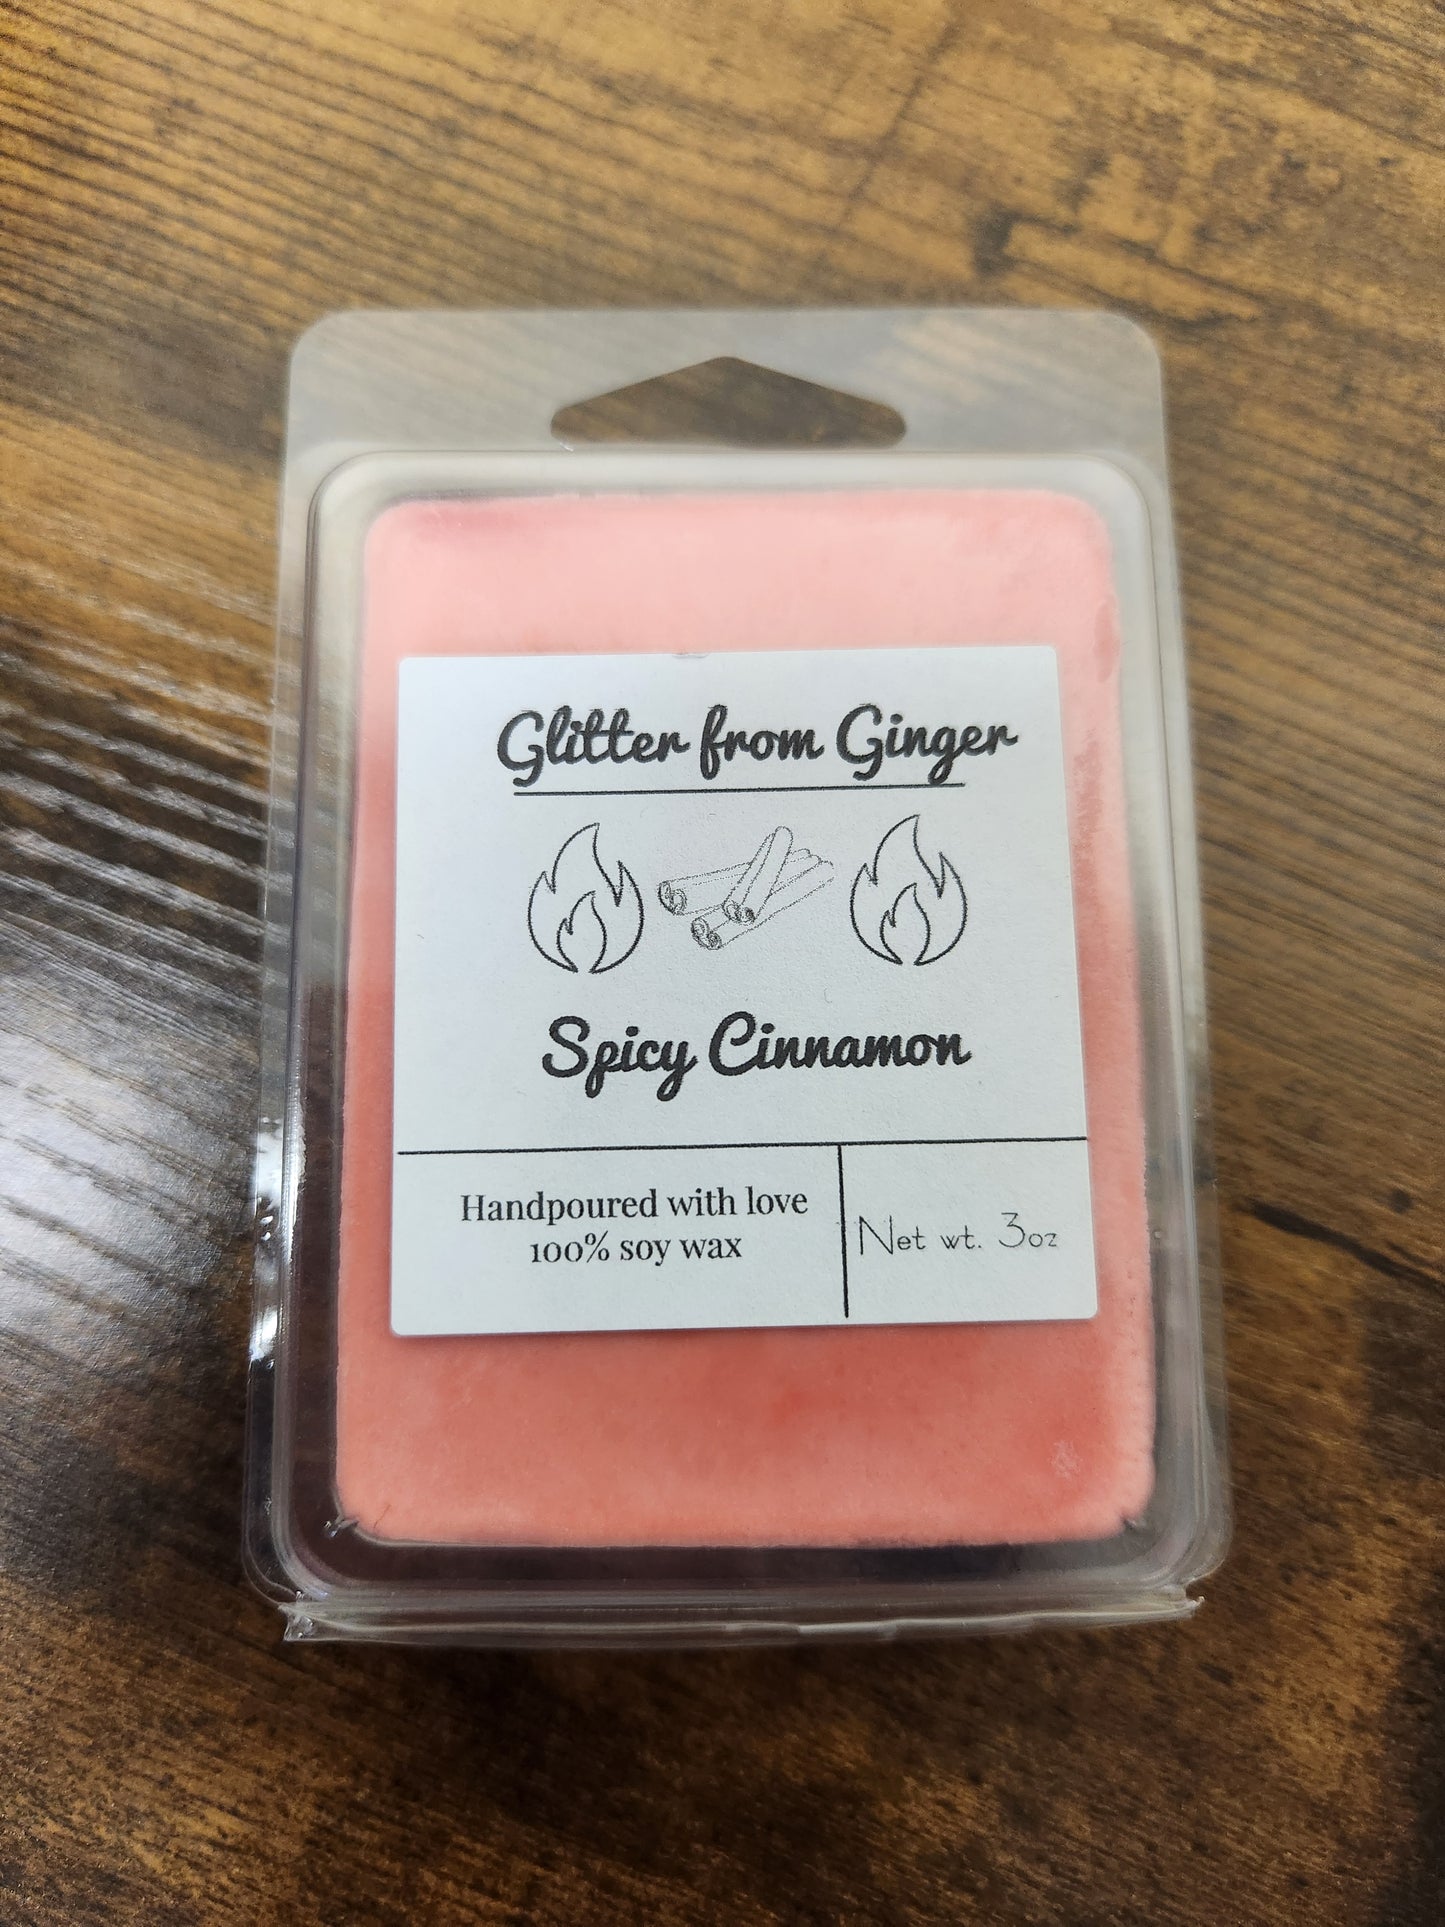 Glitter from Ginger
Spicy Cinnamon
Handpoured with love
100% soy wax
Net wt. 3oz